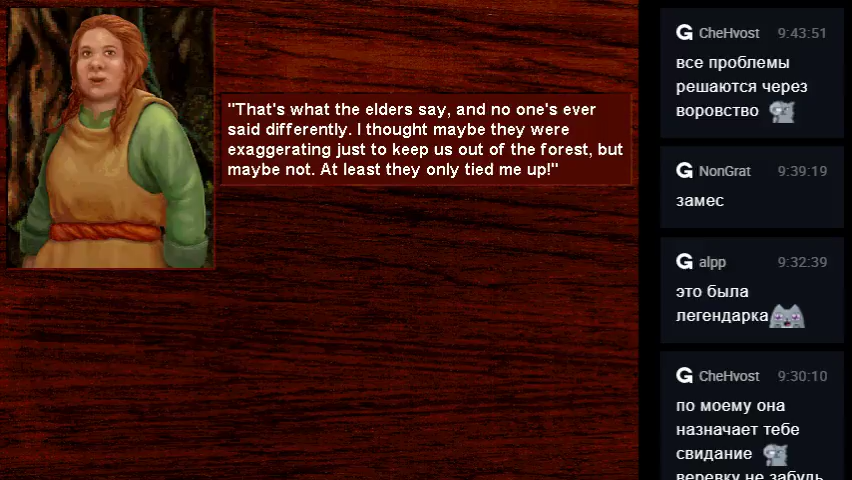 "That's what the elders say, and no one's ever
said differently. I thought maybe they were
exaggerating just to keep us out of the forest, but
maybe not. At least they only tied me up!"
G CheHvost 9:43:51
все проблемы
решаются через
воровство
G NonGrat 9:39:19
замес
G alpp 9:32:39
это была
легендарка
G CheHvost 9:30:10
по моему она
назначает тебе
свидание
веревку не забудь